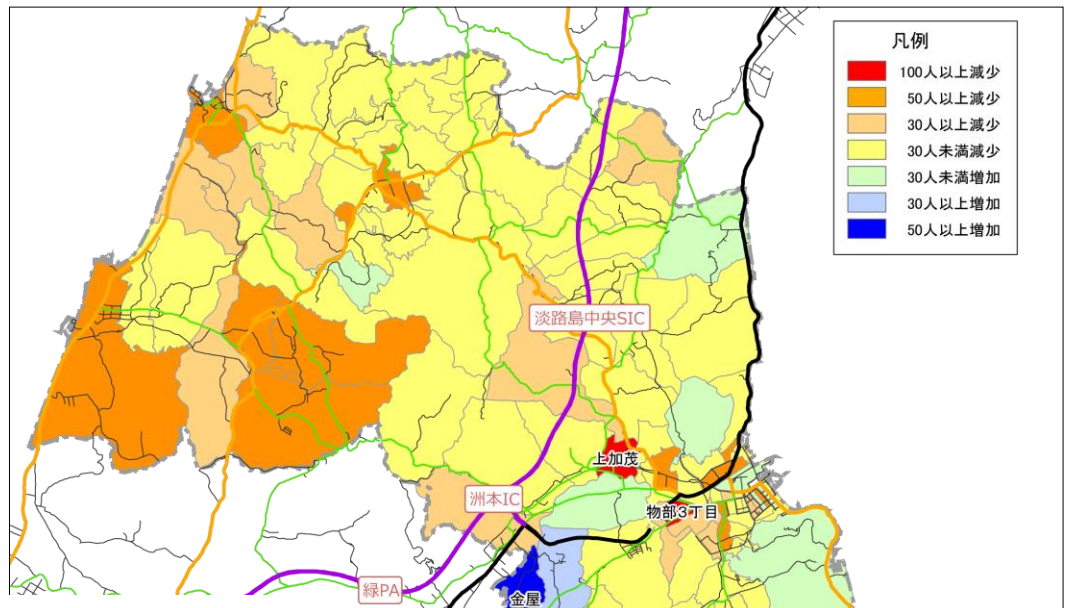 凡例
100人以上減少
50人以上減少
30人以上減少
30人未満減少
30人未満増加
30人以上増加
50人以上増加
淡路島中央SIC
上加茂
洲本IC
物部3丁目
緑PA
金屋